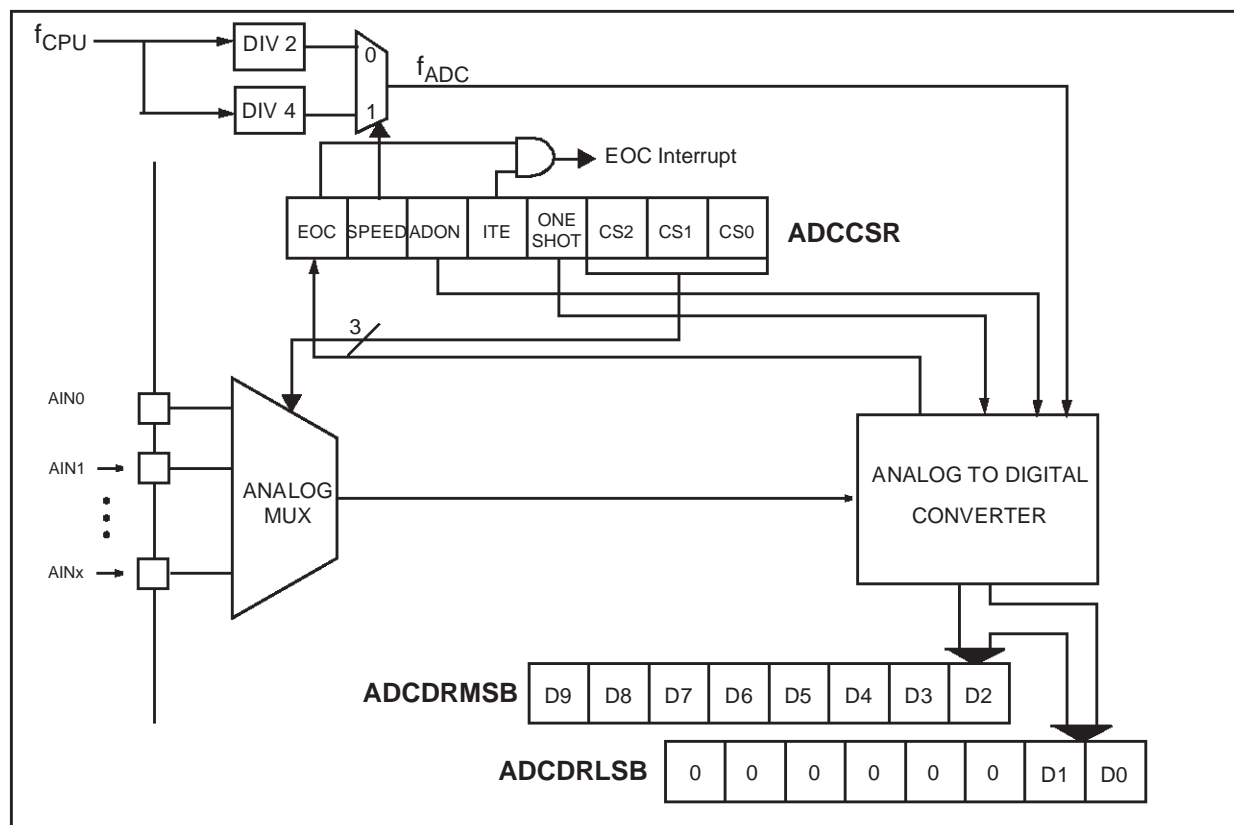 fCPU
DIV 2
0
fADC
DIV 4
1
EOC Interrupt
EOC SPEED ADON ITE ONE SHOT CS2 CS1 CS0 ADCCSR
3
AIN0
AIN1
ANALOG
MUX
ANALOG TO DIGITAL
CONVERTER
AINx
ADCDRMSB D9 D8 D7 D6 D5 D4 D3 D2
ADCDRLSB 0 0 0 0 0 0 D1 D0